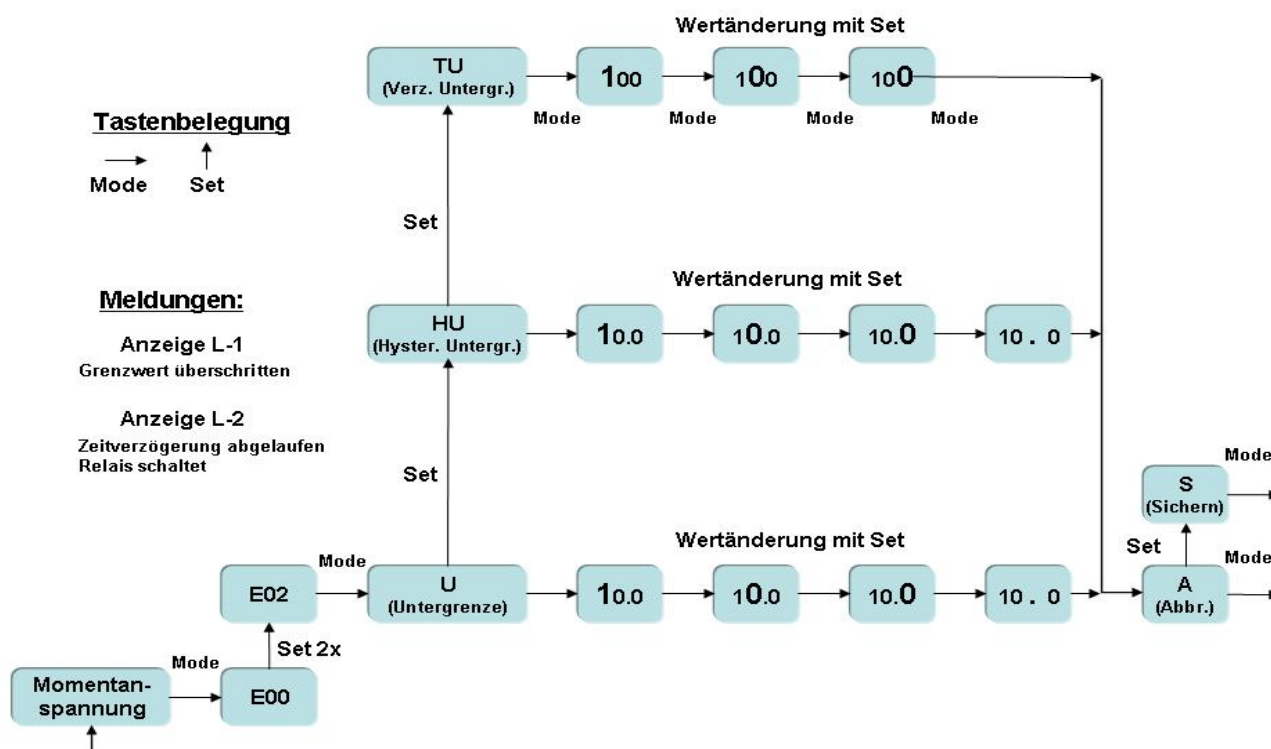 Wertänderung mit Set
TU
(Verz. Untergr.)
100
100
100
Mode
Mode
Mode
Mode
Tastenbelegung
Mode
Set
Set
Wertänderung mit Set
Meldungen:
HU
(Hyster. Untergr.)
10.0
10.0
10.0
10. 0
Anzeige L-1
Grenzwert überschritten
Anzeige L-2
Zeitverzögerung abgelaufen
Relais schaltet
Set
Mode
S
(Sichern)
Wertänderung mit Set
Set
Mode
Mode
E02
U
(Untergrenze)
10.0
10.0
10.0
10. 0
A
(Abbr.)
Set 2x
Mode
Momentan-
spannung
E00